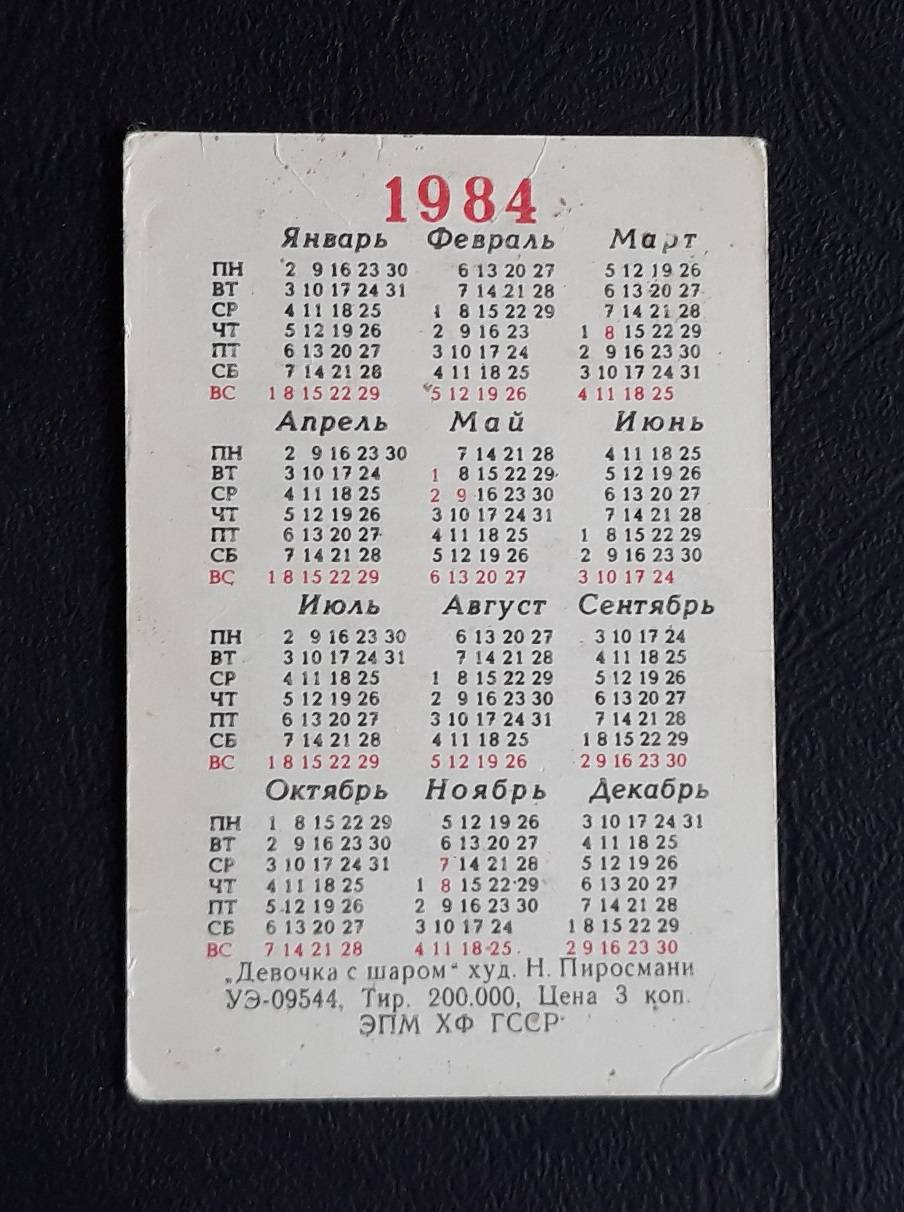 1984
Январь Февраль Март
ПН 2 9 16 23 30 6 13 20 27 5 12 19 26
ВТ 3 10 17 24 31 7 14 21 28 6 13 20 27
СР 4 11 18 25 1 8 15 22 29 7 14 21 28
ЧТ 5 12 19 26 2 9 16 23 1 8 15 22 29
ПТ 6 13 20 27 3 10 17 24 2 9 16 23 30
СБ 7 14 21 28 4 11 18 25 3 10 17 24 31
ВС 1 8 15 22 29 5 12 19 26 4 11 18 25
Апрель Май Июнь
ПН 2 9 16 23 30 7 14 21 28 4 11 18 25
ВТ 3 10 17 24 1 8 15 22 29 5 12 19 26
СР 4 11 18 25 2 9 16 23 30 6 13 20 27
ЧТ 5 12 19 26 3 10 17 24 31 7 14 21 28
ПТ 6 13 20 27 4 11 18 25 1 8 15 22 29
СБ 7 14 21 28 5 12 19 26 2 9 16 23 30
ВС 1 8 15 22 29 6 13 20 27 3 10 17 24
Июль Август Сентябрь
ПН 2 9 16 23 30 6 13 20 27 3 10 17 24
ВТ 3 10 17 24 31 7 14 21 28 4 11 18 25
СР 4 11 18 25 1 8 15 22 29 5 12 19 26
ЧТ 5 12 19 26 2 9 16 23 30 6 13 20 27
ПТ 6 13 20 27 3 10 17 24 31 7 14 21 28
СБ 7 14 21 28 4 11 18 25 1 8 15 22 29
ВС 1 8 15 22 29 5 12 19 26 2 9 16 23 30
Октябрь Ноябрь Декабрь
ПН 1 8 15 22 29 5 12 19 26 3 10 17 24 31
ВТ 2 9 16 23 30 6 13 20 27 4 11 18 25
СР 3 10 17 24 31 7 14 21 28 5 12 19 26
ЧТ 4 11 18 25 1 8 15 22 29 6 13 20 27
ПТ 5 12 19 26 2 9 16 23 30 7 14 21 28
СБ 6 13 20 27 3 10 17 24 1 8 15 22 29
ВС 7 14 21 28 4 11 18 25 2 9 16 23 30
„Девочка с шаром“ худ. Н. Пиросмани
УЭ-09544, Тир. 200.000, Цена 3 коп.
ЭПМ ХФ ГССР